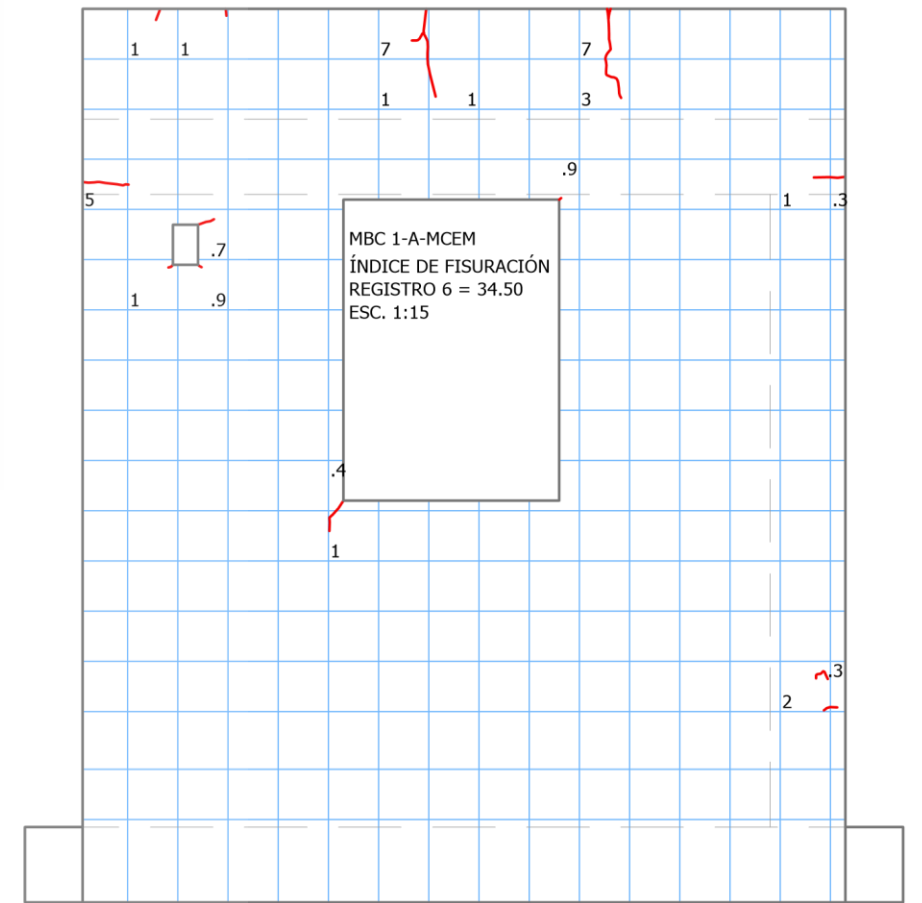 1 1 7 7
1 1 3
.9
5 1 .3
MBC 1-A-MCEM
ÍNDICE DE FISURACIÓN
REGISTRO 6 = 34.50
ESC. 1:15
.7
1 .9
.4
1
.3
2